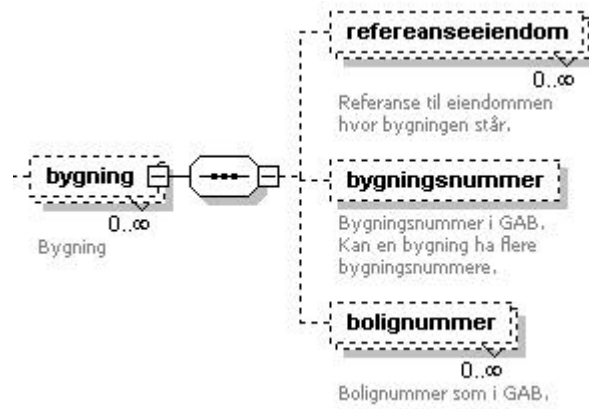 refereanseeiendom
0..∞
Referanse til eiendommen
hvor bygningen står.
bygning
0..∞
Bygning
bygningsnummer
Bygningsnummer i GAB.
Kan en bygning ha flere
bygningsnummere.
bolignummer
0..∞
Bolignummer som i GAB.